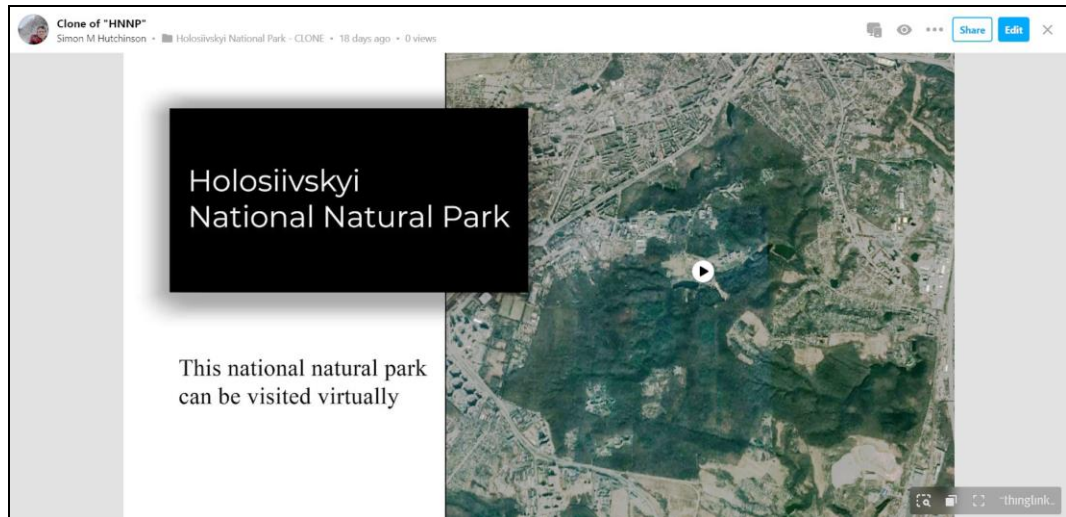 Clone of "HNNP"
Simon M Hutchinson • Holosiivskyi National Park - CLONE • 18 days ago • 0 views
Share
Edit
Holosiivskyi
National Natural Park
This national natural park
can be visited virtually
thinglink..